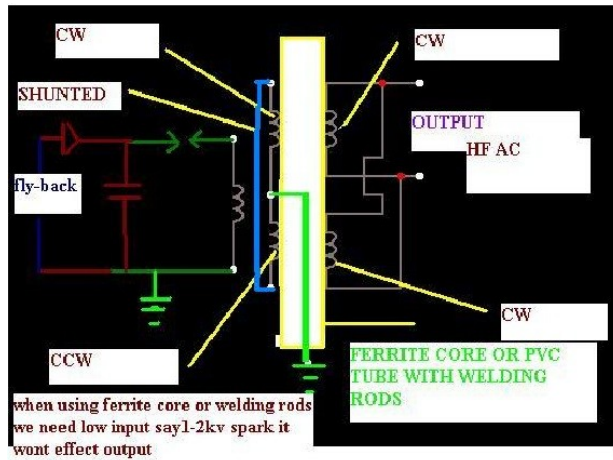 CW
CW
SHUNTED
OUTPUT
HF AC
fly-back
CW
CCW
FERRITE CORE OR PVC
TUBE WITH WELDING
RODS
when using ferrite core or welding rods
we need low input say1-2kv spark it
wont effect output